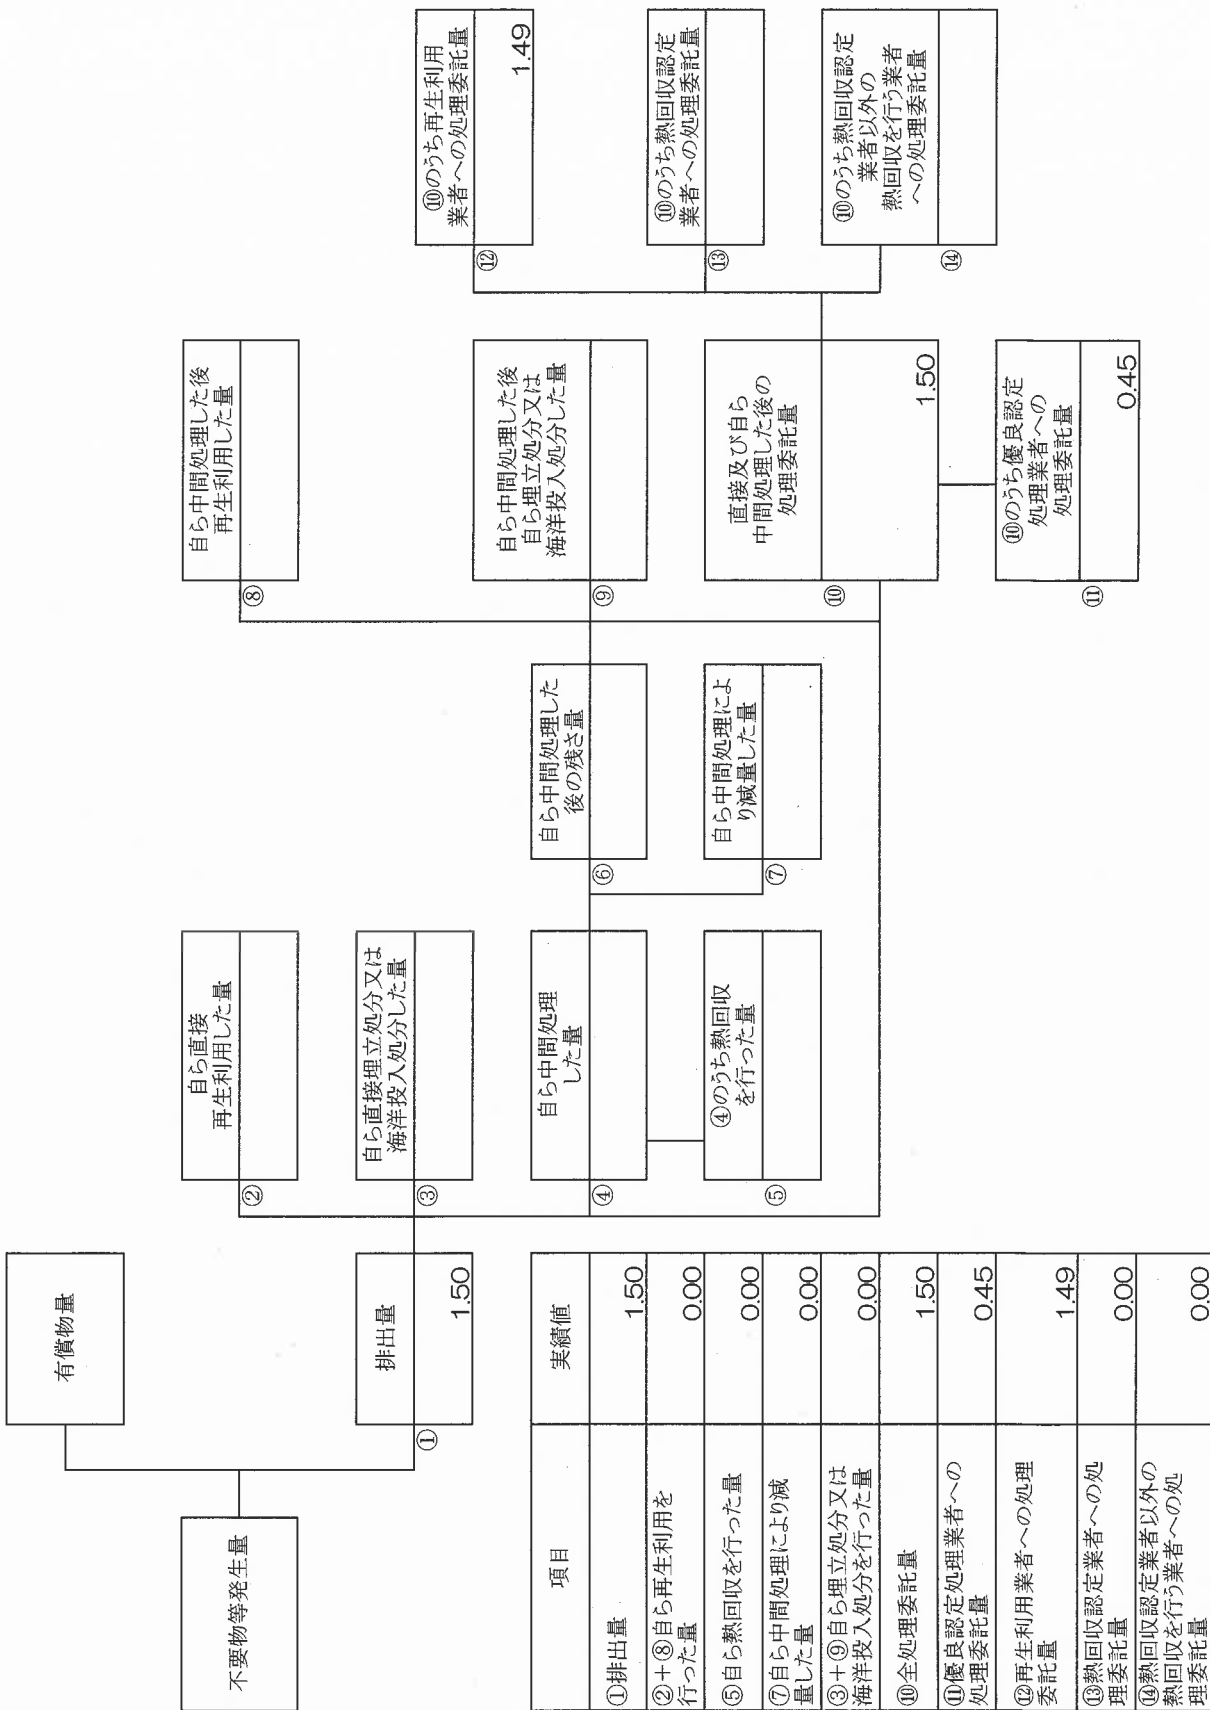 不要物等発生量
有償物量
排出量
①
1.50
自ら直接
再生利用した量
②
自ら直接埋立処分又は
海洋投入処分した量
③
自ら中間処理
した量
④
④のうち熱回収
を行った量
⑤
自ら中間処理した
後の残さ量
⑥
自ら中間処理によ
り減量した量
⑦
自ら中間処理した後
再生利用した量
⑧
自ら中間処理した後
自ら埋立処分又は
海洋投入処分した量
⑨
直接及び自ら
中間処理した後の
処理委託量
⑩
1.50
⑩のうち優良認定
処理業者への
処理委託量
⑪
0.45
⑩のうち再生利用
業者への処理委託量
⑫
1.49
⑩のうち熱回収認定
業者への処理委託量
⑬
⑩のうち熱回収認定
業者以外の
熱回収を行う業者
への処理委託量
⑭
項目
実績値
①排出量
1.50
②+⑧自ら再生利用を
行った量
0.00
⑤自ら熱回収を行った量
0.00
⑦自ら中間処理により減
量した量
0.00
③+⑨自ら埋立処分又は
海洋投入処分を行った量
0.00
⑩全処理委託量
1.50
⑪優良認定処理業者への
処理委託量
0.45
⑫再生利用業者への処理
委託量
1.49
⑬熱回収認定業者への処
理委託量
0.00
⑭熱回収認定業者以外の
熱回収を行う業者への処
理委託量
0.00